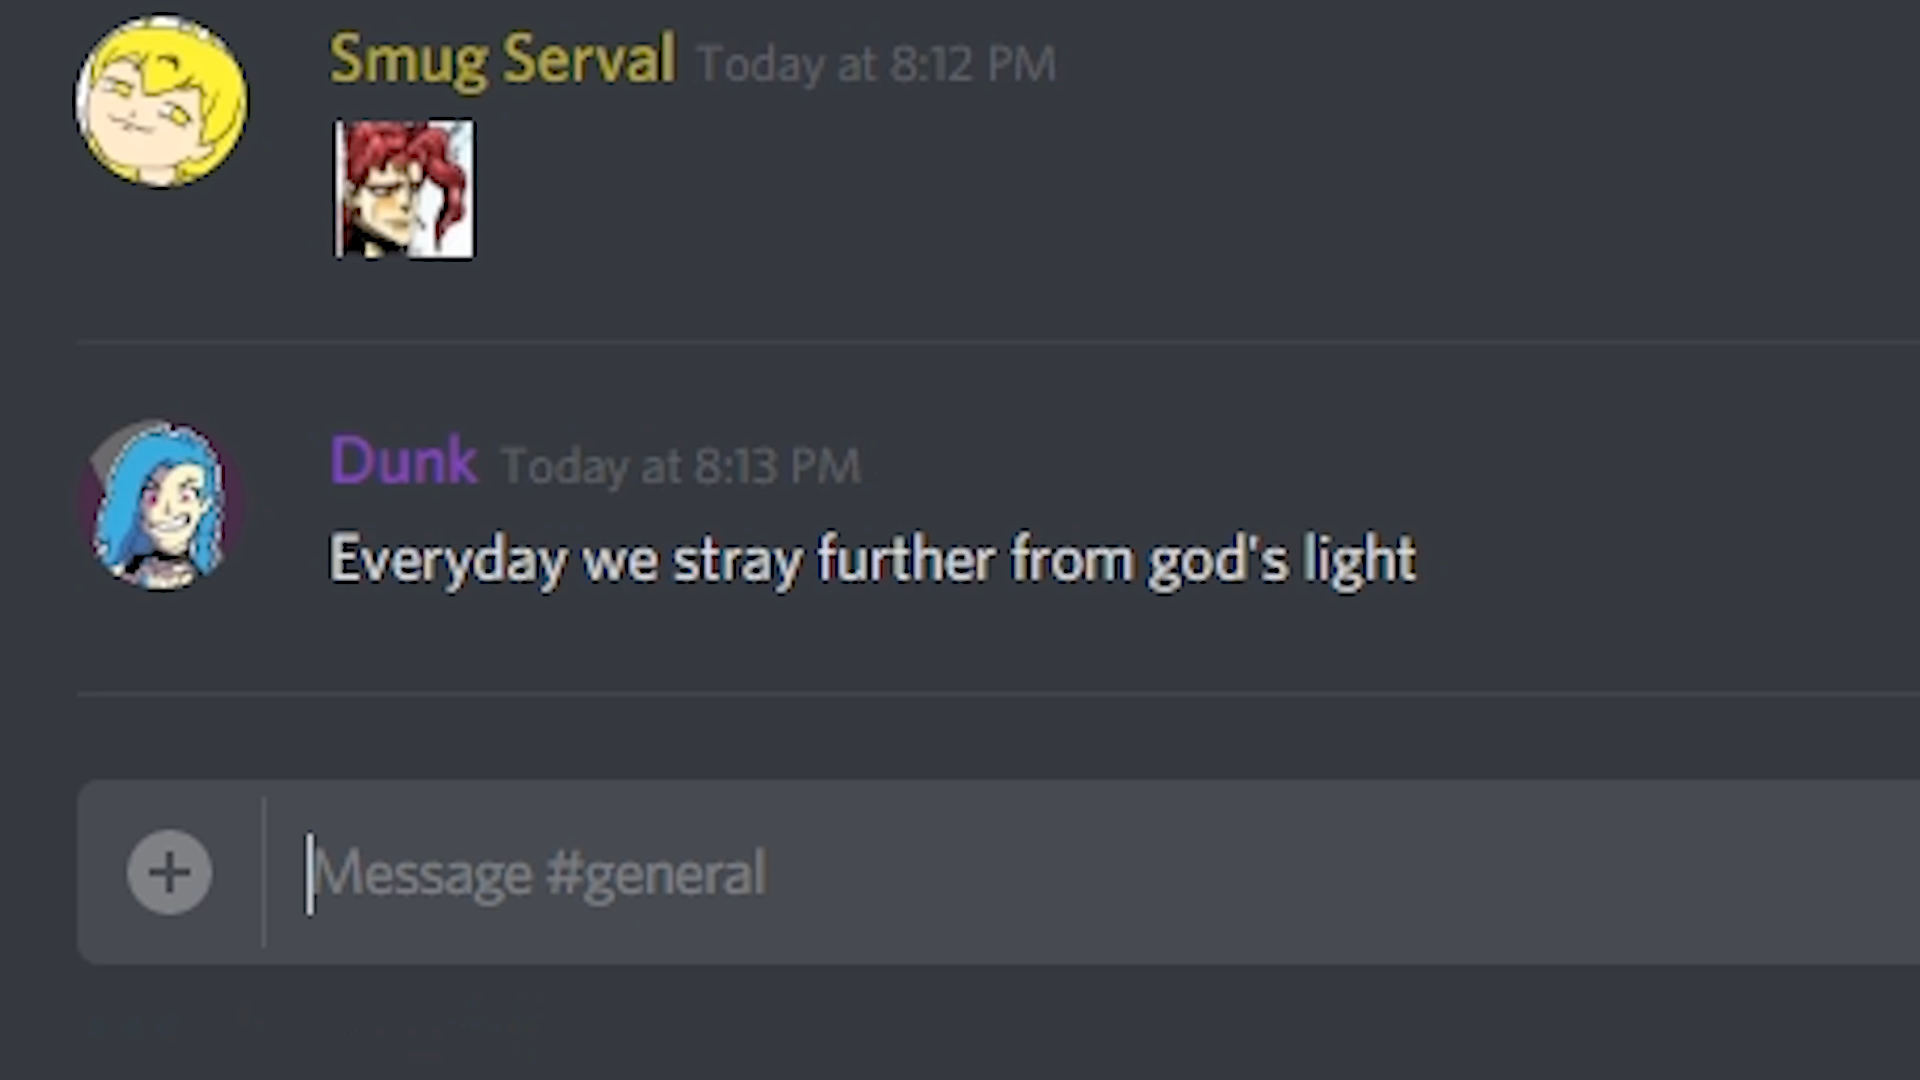 Smug Serval Today at 8:12 PM
Dunk Today at 8:13 PM
Everyday we stray further from god's light
Message #general